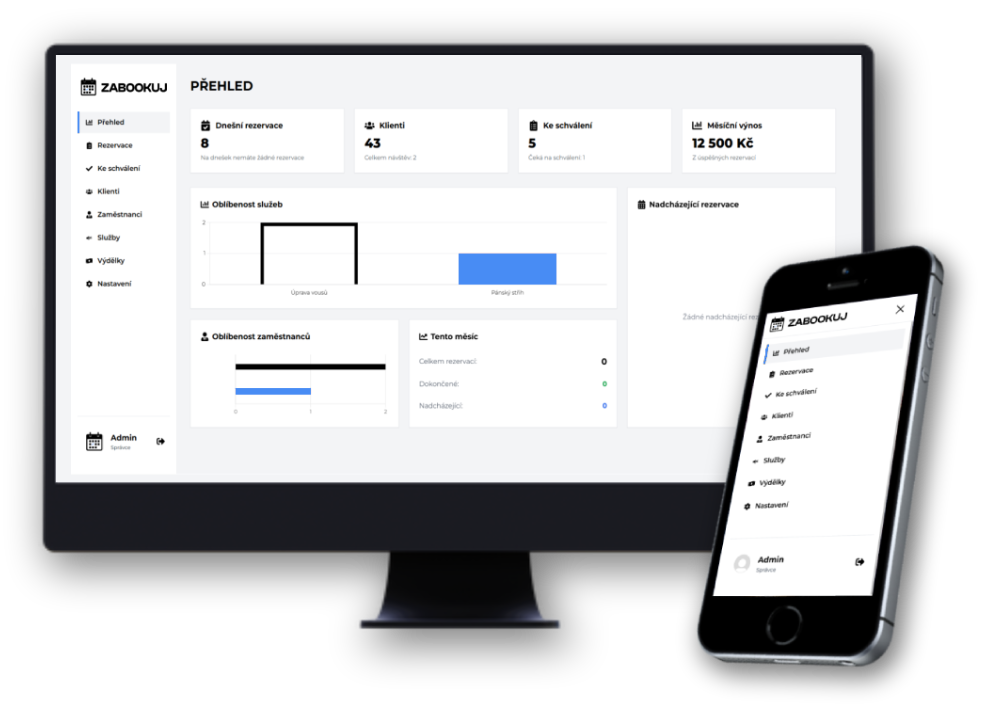 ZABOOKUJ
Přehled
Rezervace
Ke schválení
Klienti
Zaměstnanci
Služby
Výdělky
Nastavení
Admin
Správce
PŘEHLED
Dnešní rezervace
8
Na dnešek nemáte žádné rezervace
Klienti
43
Celkem návštěv: 2
Ke schválení
5
Čeká na schválení: 1
Měsíční výnos
12 500 Kč
Z úspěšných rezervací
Oblíbenost služeb
2
1
0
Úprava vousů
Pánský střih
Nadcházející rezervace
Žádné nadcházející
Oblíbenost zaměstnanců
0
1
2
Tento měsíc
Celkem rezervací:
0
Dokončené:
0
Nadcházející:
0
ZABOOKUJ
Přehled
Rezervace
Ke schválení
Klienti
Zaměstnanci
Služby
Výdělky
Nastavení
Admin
Správce